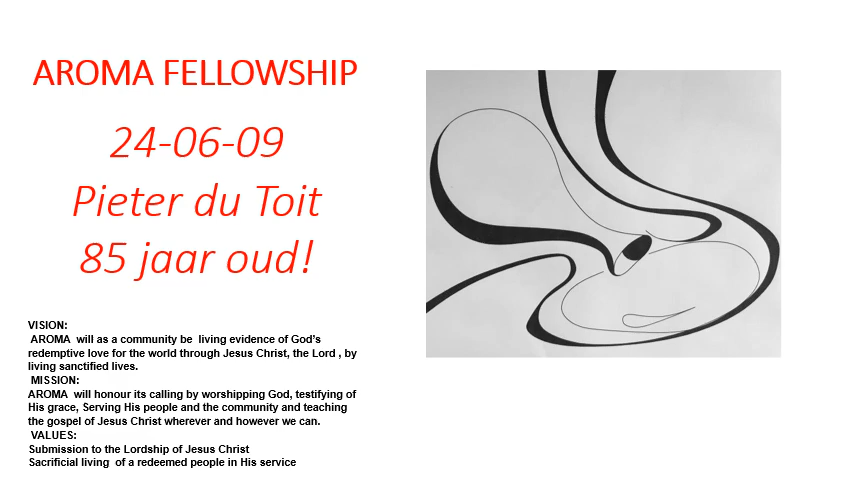 AROMA FELLOWSHIP
24-06-09
Pieter du Toit
85 jaar oud!
VISION:
AROMA will as a community be living evidence of God's
redemptive love for the world through Jesus Christ, the Lord , by
living sanctified lives.
MISSION:
AROMA will honour its calling by worshipping God, testifying of
His grace, Serving His people and the community and teaching
the gospel of Jesus Christ wherever and however we can.
VALUES:
Submission to the Lordship of Jesus Christ
Sacrificial living of a redeemed people in His service